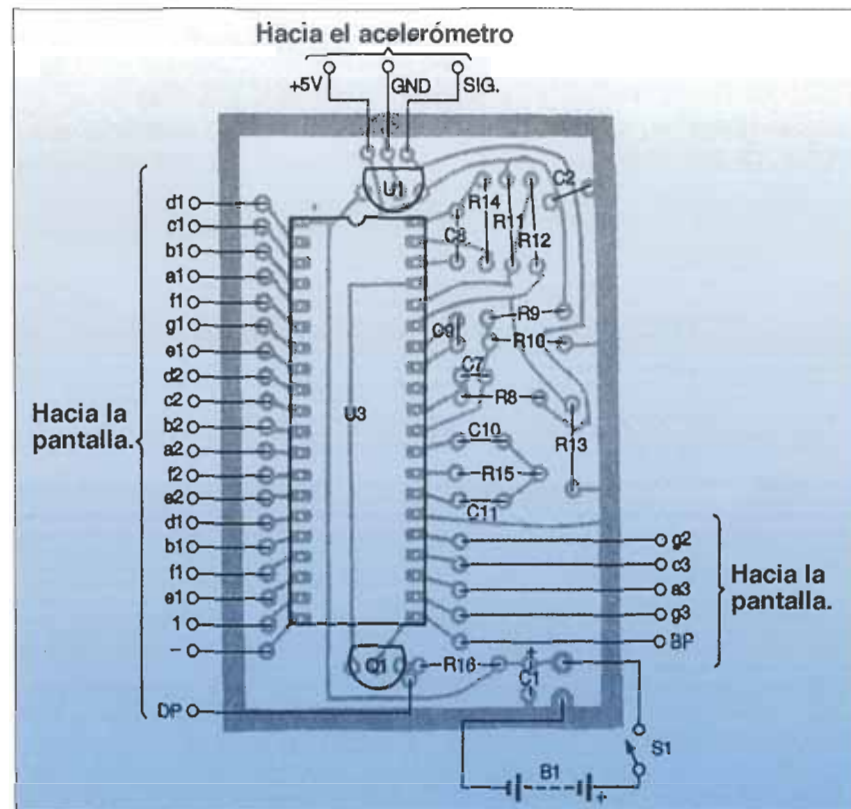 Hacia el acelerómetro
+5V GND SIG.
U1
C2
R14
R11
R12
C8
d1
c1
b1
a1
f1
g1
e1
d2
c2
b2
a2
f2
e2
d1
b1
f1
e1
1
-
DP
Hacia la
pantalla.
U3
R9
C9
R10
C7
R8
R13
C10
R15
C11
g2
c3
a3
g3
BP
Hacia la
pantalla.
Q1
R16
C1
S1
B1
+